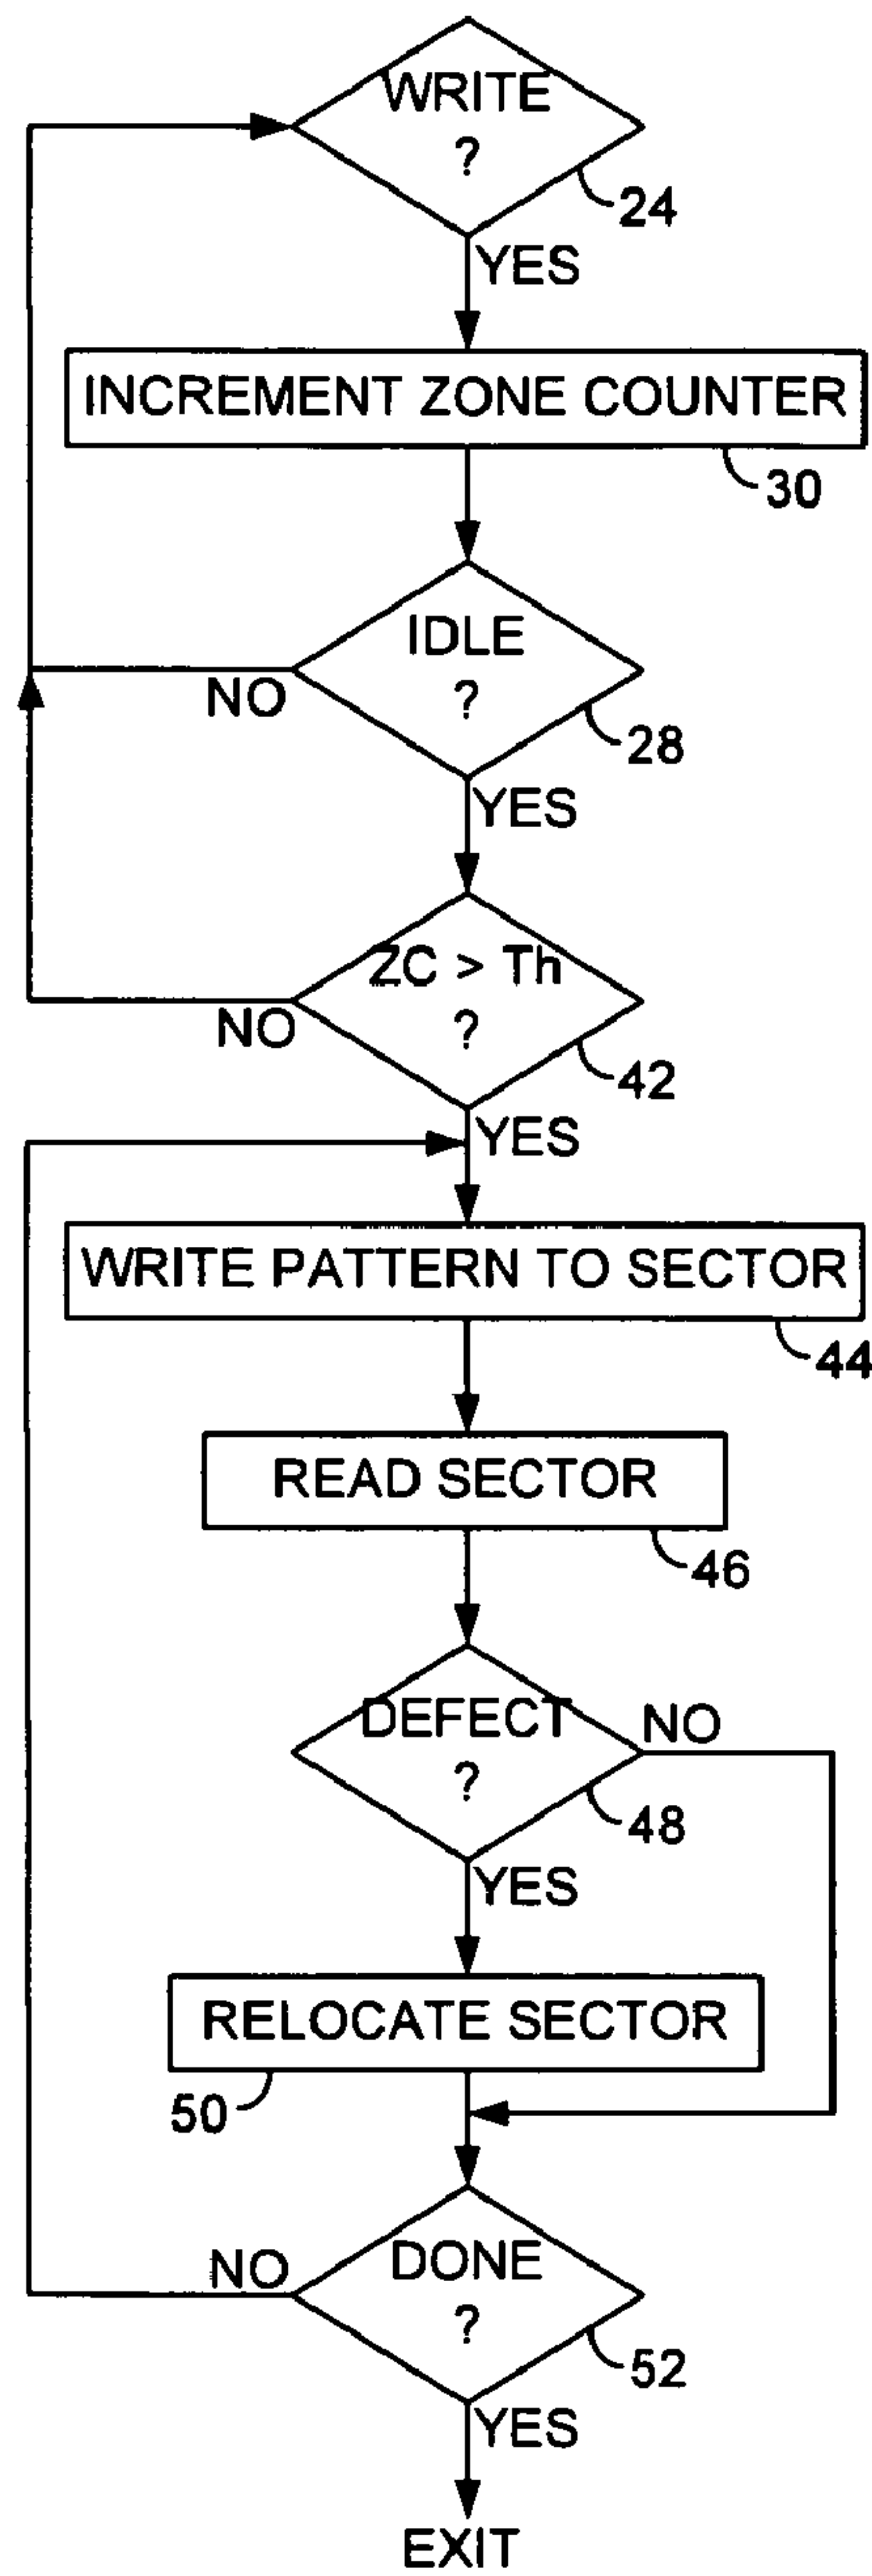 WRITE
?
24
YES
INCREMENT ZONE COUNTER
30
IDLE
?
NO
28
YES
ZC > Th
?
NO
42
YES
WRITE PATTERN TO SECTOR
44
READ SECTOR
46
DEFECT
?
NO
48
YES
RELOCATE SECTOR
50
DONE
?
NO
52
YES
EXIT